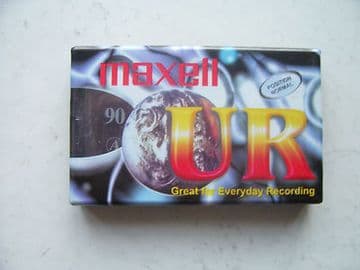 maxell
POSITION
NORMAL
90
UR
Great for Everyday Recording